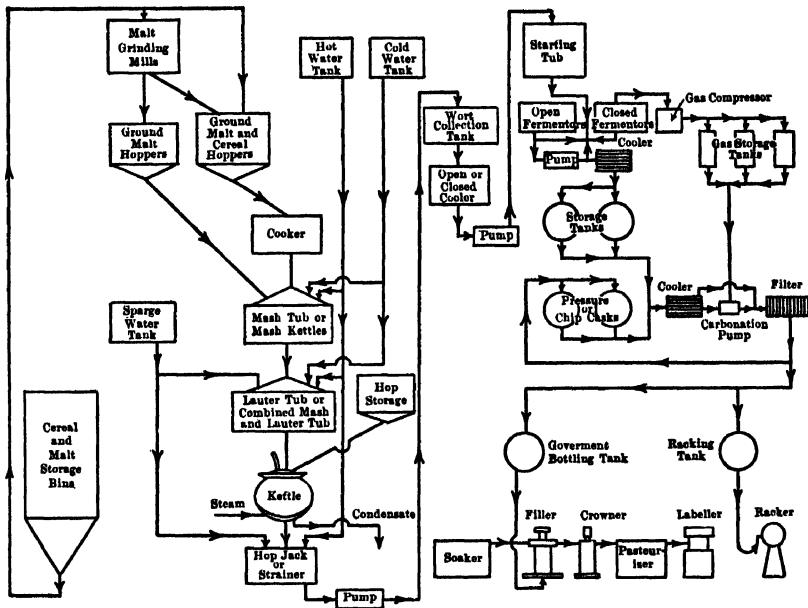 Malt
Grinding
Mills
Hot
Water
Tank
Cold
Water
Tank
Starting
Tub
Gas Compressor
Wort
Collection
Tank
Open
Fermentors
Closed
Fermentors
Ground
Malt
Hoppers
Ground
Malt and
Cereal
Hoppers
Gas Storage
Tanks
Pump
Cooler
Open or
Closed
Cooler
Storage
Tanks
Pump
Cooker
Cooler
Filter
Pressure
or
Chip Casks
Carbonation
Pump
Sparge
Water
Tank
Mash Tub or
Mash Kettles
Hop
Storage
Lauter Tub or
Combined Mash
and Lauter Tub
Cereal
and
Malt
Storage
Bins
Goverment
Bottling Tank
Racking
Tank
Kettle
Steam
Condensate
Filler
Crowner
Labeller
Racker
Soaker
Pasteur-
iser
Hop Jack
or
Strainer
Pump